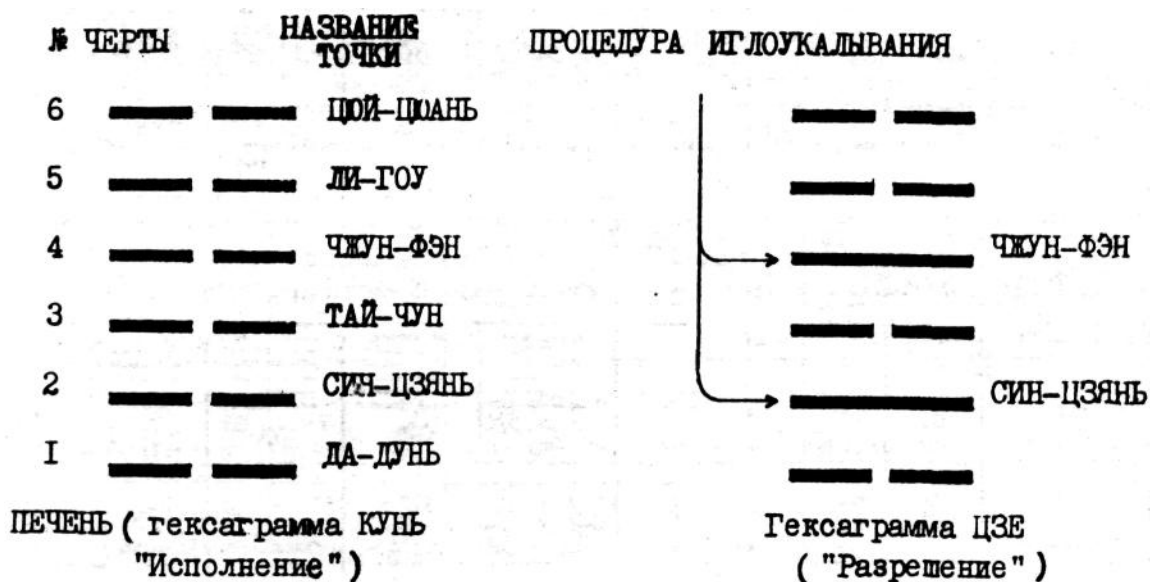 № ЧЕРТЫ НАЗВАНИЕ ТОЧКИ ПРОЦЕДУРА ИГЛОУКАЛЫВАНИЯ
6 ЦЮЙ-ЦЮАНЬ
5 ЛИ-ГОУ
4 ЧЖУН-ФЭН ЧЖУН-ФЭН
3 ТАЙ-ЧУН
2 СИН-ЦЗЯНЬ СИН-ЦЗЯНЬ
I ДА-ДУНЬ
ПЕЧЕНЬ ( гексаграмма КУНЬ Гексаграмма ЦЗЕ
"Исполнение") ( "Разрешение")